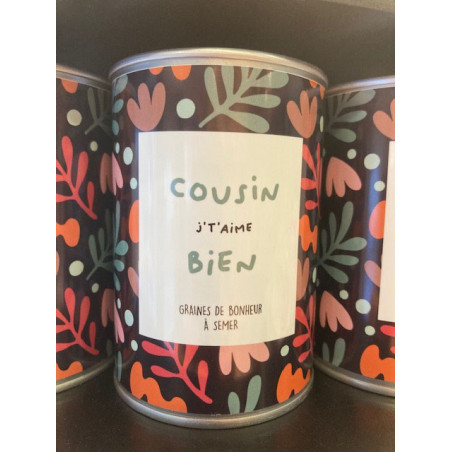 COUSiN
J'T'AiME
BiEN
GRAINES DE BONHEUR
À SEMER